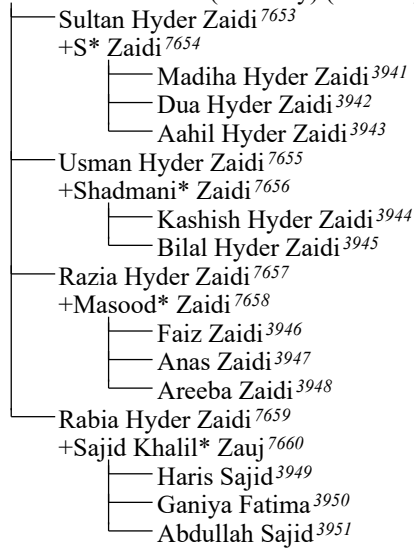 Sultan Hyder Zaidi 7653
+S* Zaidi 7654
Madiha Hyder Zaidi 3941
Dua Hyder Zaidi 3942
Aahil Hyder Zaidi 3943
Usman Hyder Zaidi 7655
+Shadmani* Zaidi 7656
Kashish Hyder Zaidi 3944
Bilal Hyder Zaidi 3945
Razia Hyder Zaidi 7657
+Masood* Zaidi 7658
Faiz Zaidi 3946
Anas Zaidi 3947
Areeba Zaidi 3948
Rabia Hyder Zaidi 7659
+Sajid Khalil* Zauj 7660
Haris Sajid 3949
Ganiya Fatima 3950
Abdullah Sajid 3951